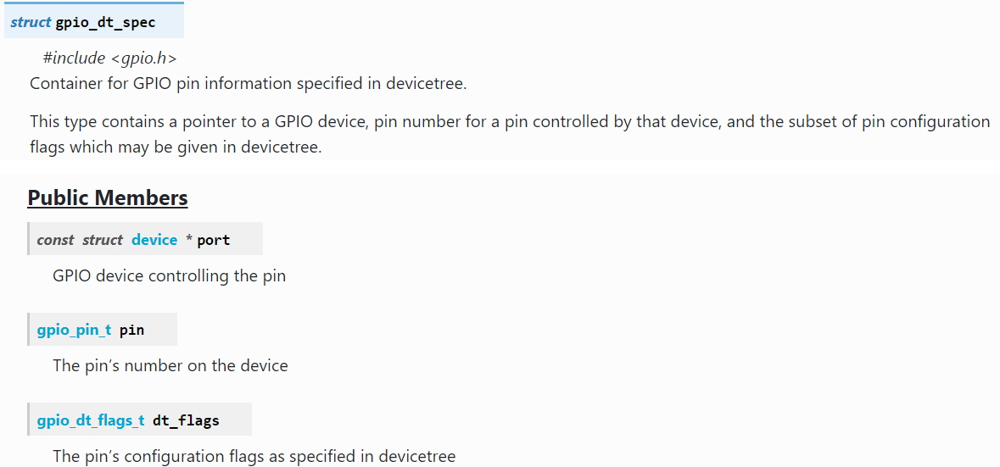 struct gpio_dt_spec
#include <gpio.h>
Container for GPIO pin information specified in devicetree.
This type contains a pointer to a GPIO device, pin number for a pin controlled by that device, and the subset of pin configuration
flags which may be given in devicetree.
Public Members
const struct device * port
GPIO device controlling the pin
gpio_pin_t pin
The pin’s number on the device
gpio_dt_flags_t dt_flags
The pin’s configuration flags as specified in devicetree